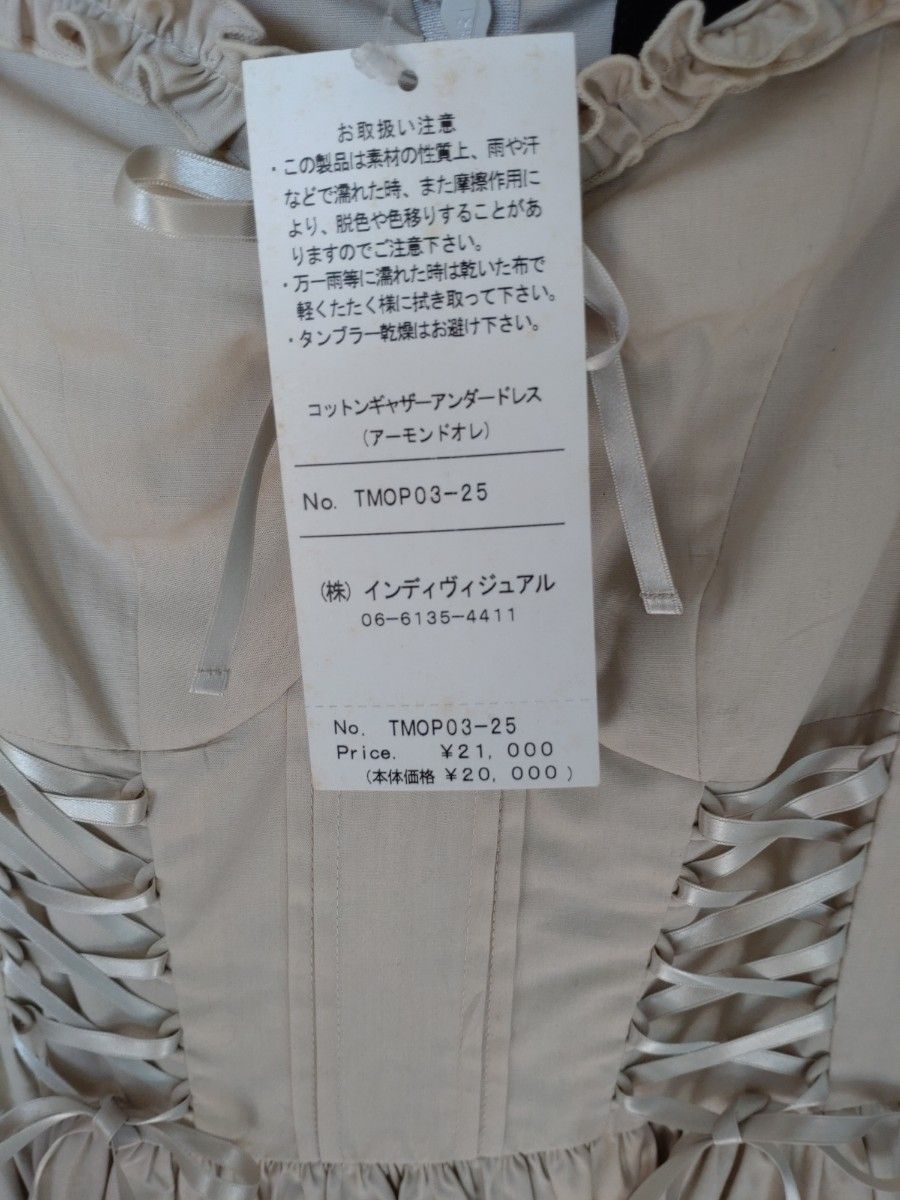 お取扱い注意
・この製品は素材の性質上、雨や汗
などで濡れた時、また摩擦作用に
より、脱色や色移りすることがあ
りますのでご注意下さい。
・万一雨等に濡れた時は乾いた布で
軽くたたく様に拭き取って下さい。
・タンブラー乾燥はお避け下さい。
コットンギャザーアンダードレス
(アーモンドオレ)
No. TMOP03-25
(株) インディヴィジュアル
06-6135-4411
No. TMOP03-25
Price. ¥21, 000
(本体価格 ¥20, 000 )